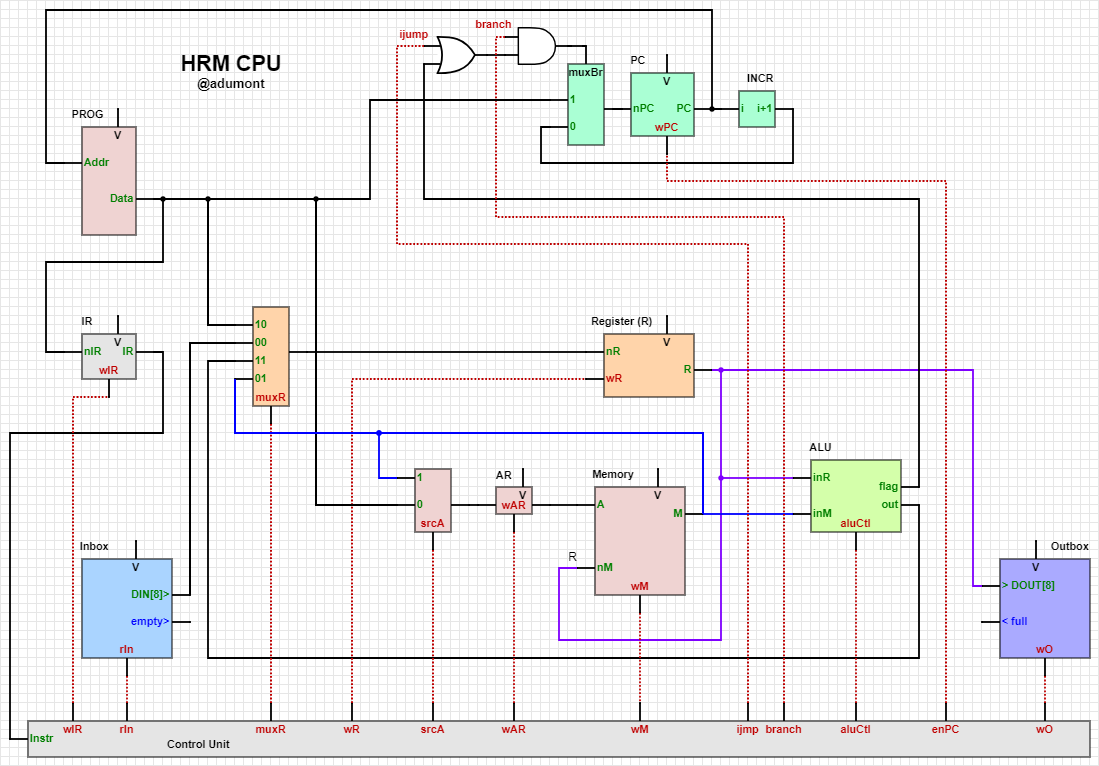 branch
ijump
HRM CPU
@adumont
PC
muxBr
V
INCR
1
nPC
PC
i
i+1
0
wPC
PROG
V
Addr
Data
IR
V
nIR
IR
wIR
10
00
11
01
muxR
Register (R)
V
nR
wR
R
ALU
inR
flag
out
inM
aluCtl
1
0
srcA
AR
V
wAR
Memory
V
A
M
R
nM
wM
Inbox
V
DIN[8]>
empty>
rIn
Outbox
V
> DOUT[8]
< full
wO
wIR
rIn
muxR
wR
srcA
wAR
wM
ijmp
branch
aluCtl
enPC
wO
Instr
Control Unit